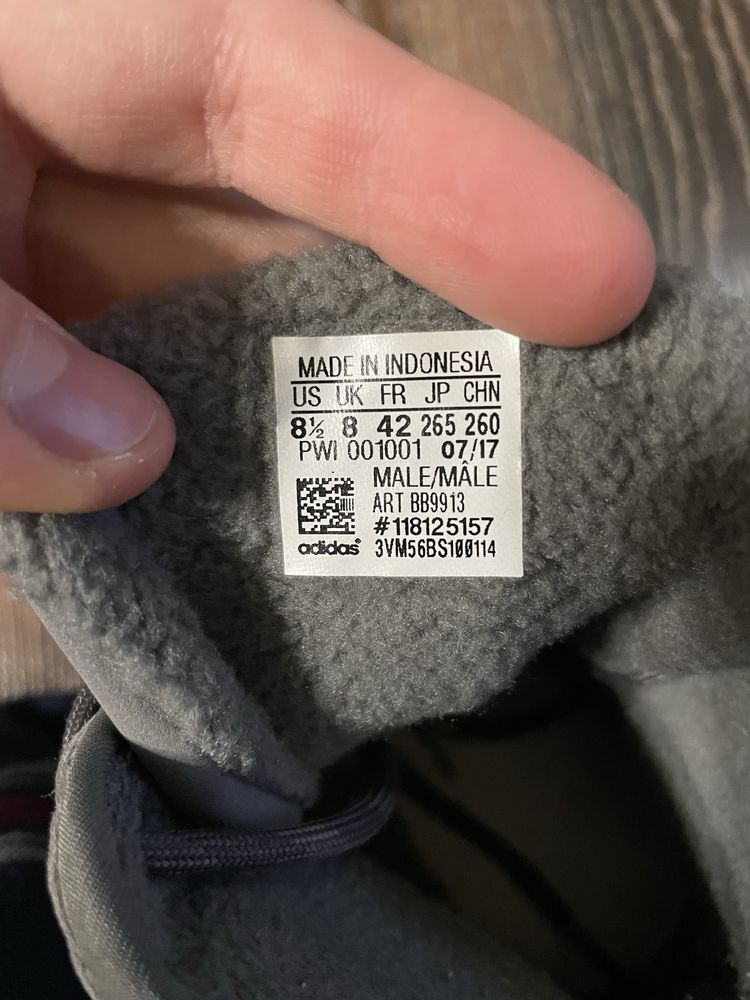 MADE IN INDONESIA
US UK FR JP CHN
8½ 8 42 265 260
PWI 001001 07/17
MALE/MÂLE
ART BB9913
#118125157
adidas® 3VM56BS100114